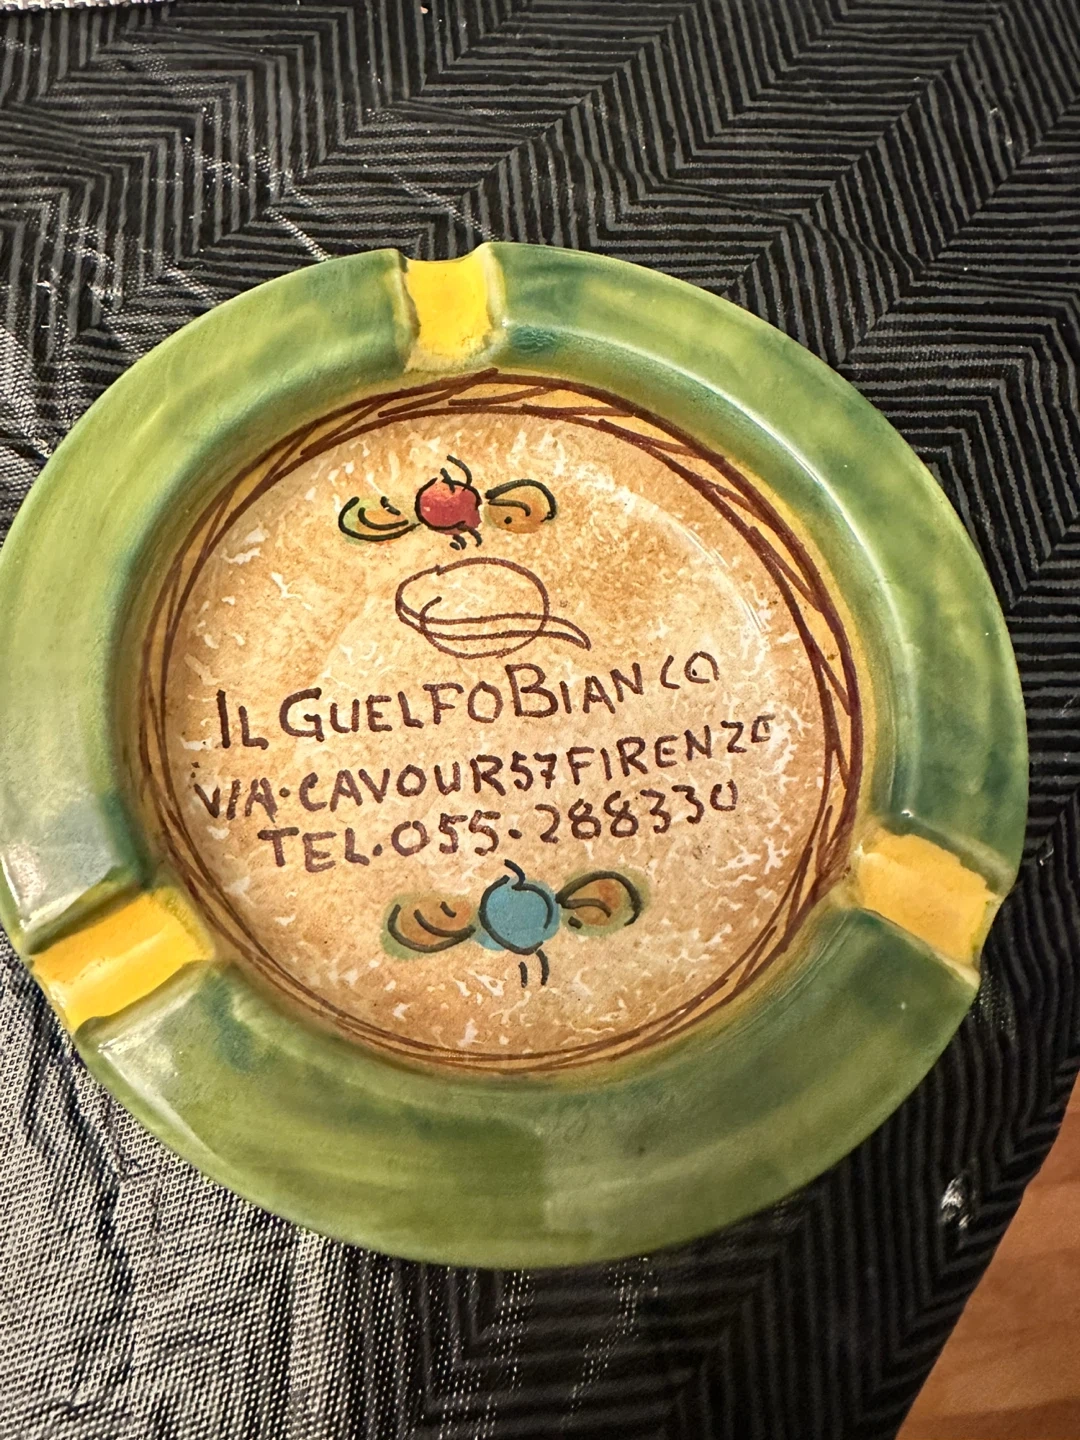 IL GUELFO BIANCO
VIA·CAVOUR 57 FIRENZE
TEL.055·288330